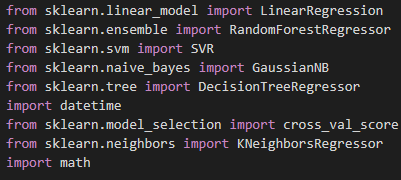 from sklearn.linear_model import LinearRegression
from sklearn.ensemble import RandomForestRegressor
from sklearn.svm import SVR
from sklearn.naive_bayes import GaussianNB
from sklearn.tree import DecisionTreeRegressor
import datetime
from sklearn.model_selection import cross_val_score
from sklearn.neighbors import KNeighborsRegressor
import math